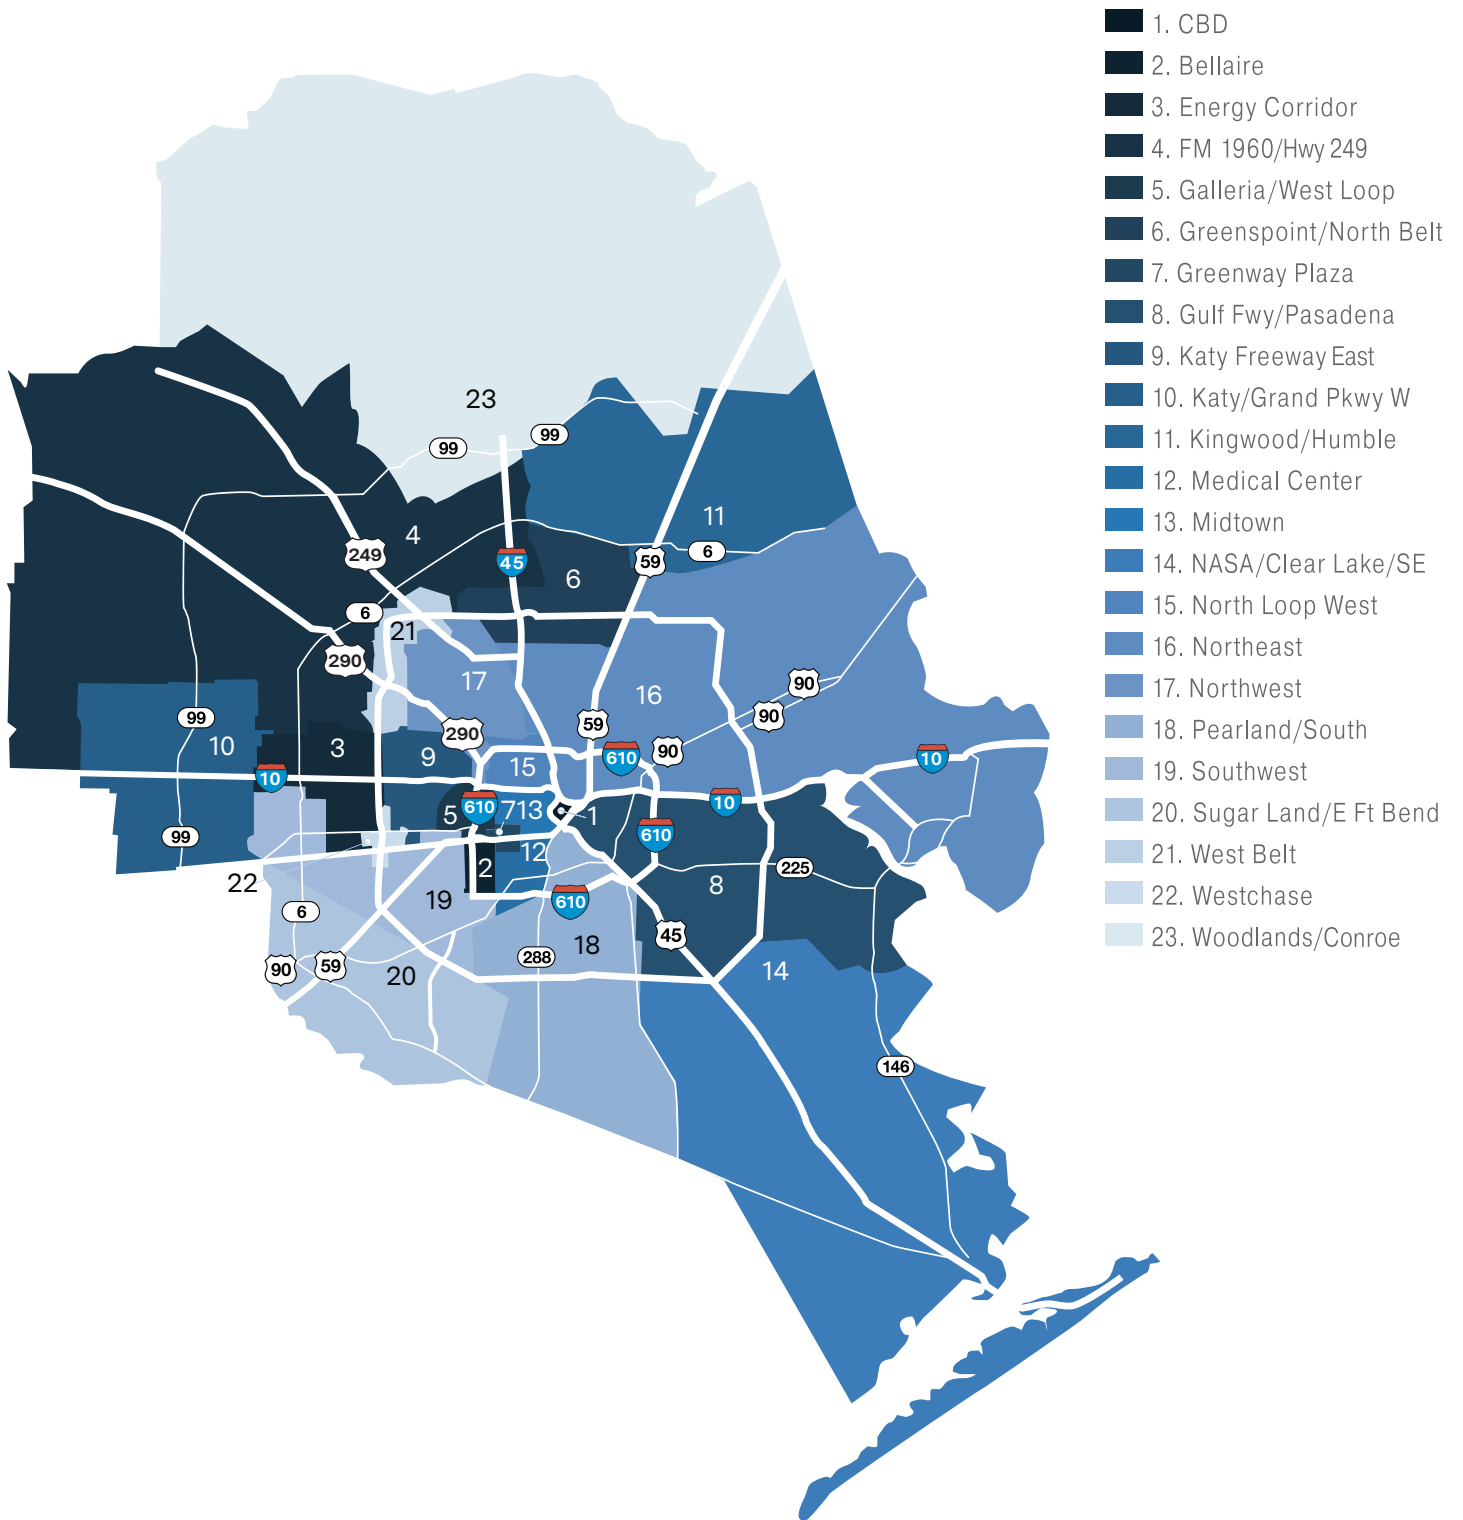 1. CBD
2. Bellaire
3. Energy Corridor
4. FM 1960/Hwy 249
5. Galleria/West Loop
6. Greenspoint/North Belt
7. Greenway Plaza
8. Gulf Fwy/Pasadena
9. Katy Freeway East
10. Katy/Grand Pkwy W
11. Kingwood/Humble
12. Medical Center
13. Midtown
14. NASA/Clear Lake/SE
15. North Loop West
16. Northeast
17. Northwest
18. Pearland/South
19. Southwest
20. Sugar Land/E Ft Bend
21. West Belt
22. Westchase
23. Woodlands/Conroe
23
99
99
11
4
249
45
59
6
6
6
21
290
17
16
90
99
90
59
290
10
3
9
90
610
10
15
10
610
7
13
10
5
1
99
610
12
2
225
22
8
19
610
6
18
45
288
90
59
20
14
146